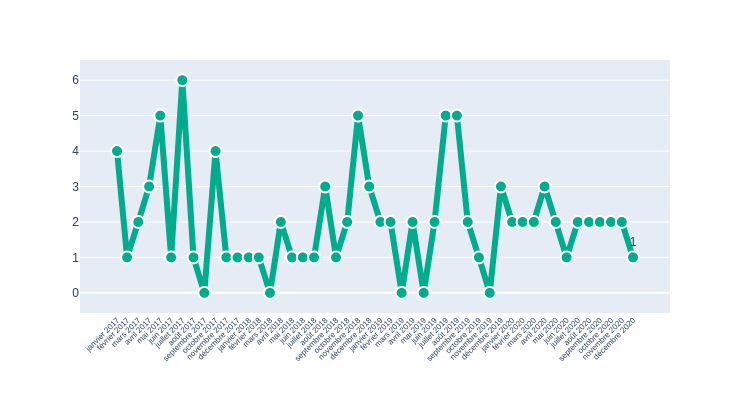 6
5
4
3
2
1
0
1
janvier 2017
février 2017
mars 2017
avril 2017
mai 2017
juin 2017
juillet 2017
août 2017
septembre 2017
octobre 2017
novembre 2017
décembre 2017
janvier 2018
février 2018
mars 2018
avril 2018
mai 2018
juin 2018
juillet 2018
août 2018
septembre 2018
octobre 2018
novembre 2018
décembre 2018
janvier 2019
février 2019
mars 2019
avril 2019
mai 2019
juin 2019
juillet 2019
août 2019
septembre 2019
octobre 2019
novembre 2019
décembre 2019
janvier 2020
février 2020
mars 2020
avril 2020
mai 2020
juin 2020
juillet 2020
août 2020
septembre 2020
octobre 2020
novembre 2020
décembre 2020